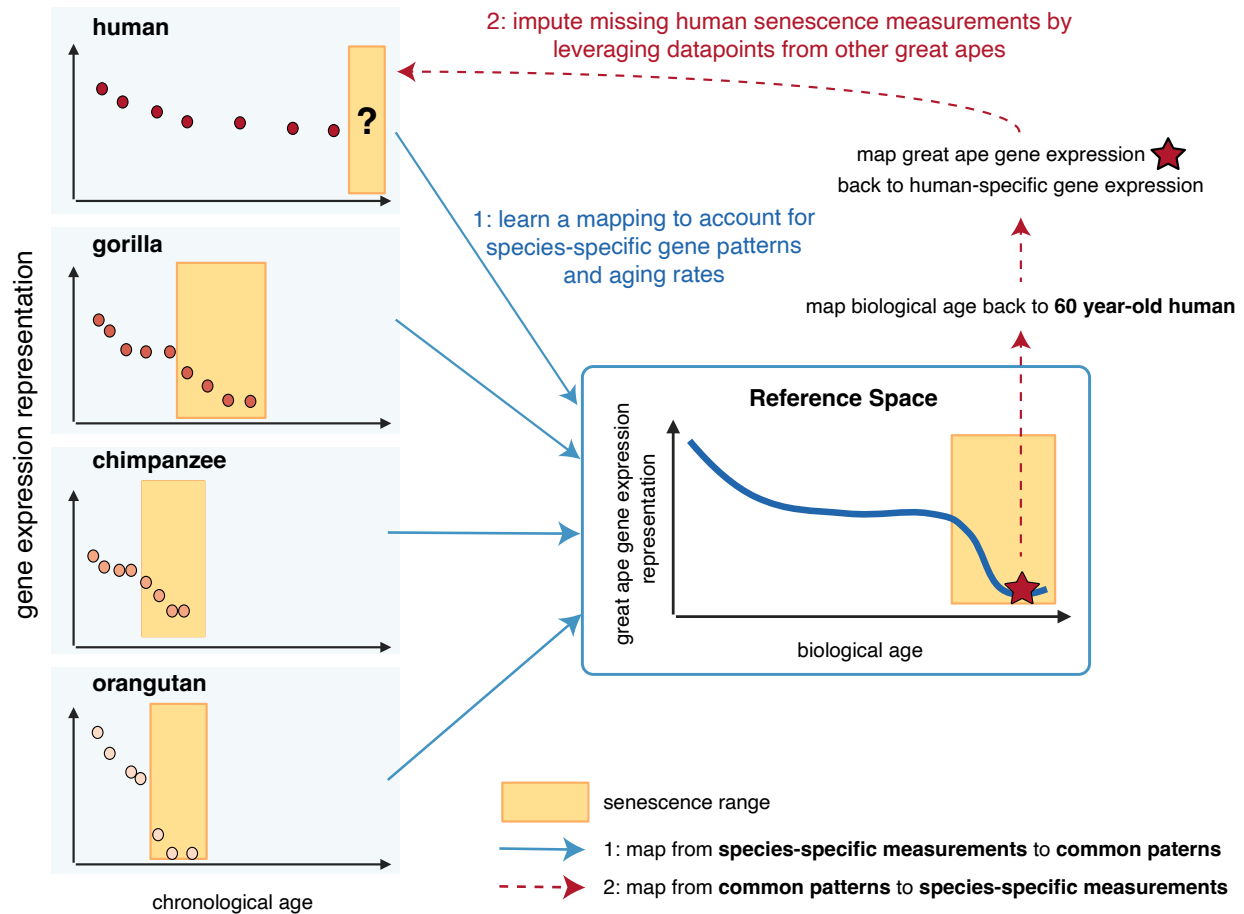 human
?
gorilla
chimpanzee
orangutan
gene expression representation
chronological age
2: impute missing human senescence measurements by
leveraging datapoints from other great apes
map great ape gene expression
back to human-specific gene expression
1: learn a mapping to account for
species-specific gene patterns
and aging rates
map biological age back to 60 year-old human
Reference Space
great ape gene expression
representation
biological age
senescence range
1: map from species-specific measurements to common paterns
2: map from common patterns to species-specific measurements